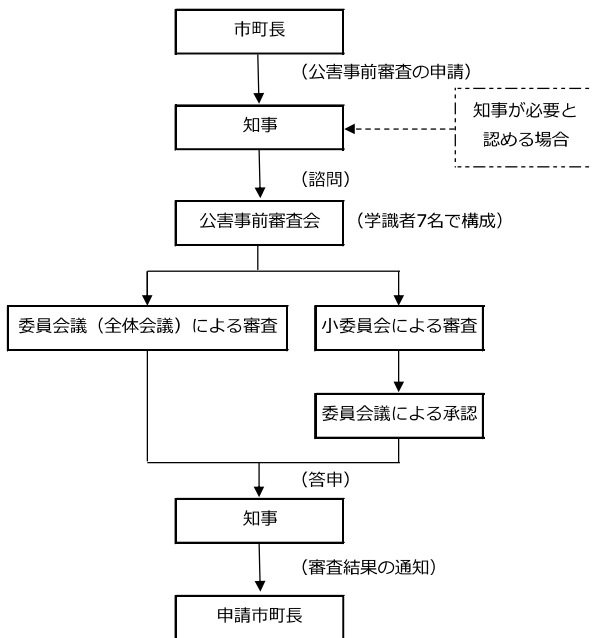 市町長
（公害事前審査の申請）
知事
知事が必要と
認める場合
（諮問）
公害事前審査会
（学識者7名で構成）
委員会議（全体会議）による審査
小委員会による審査
委員会議による承認
（答申）
知事
（審査結果の通知）
申請市町長